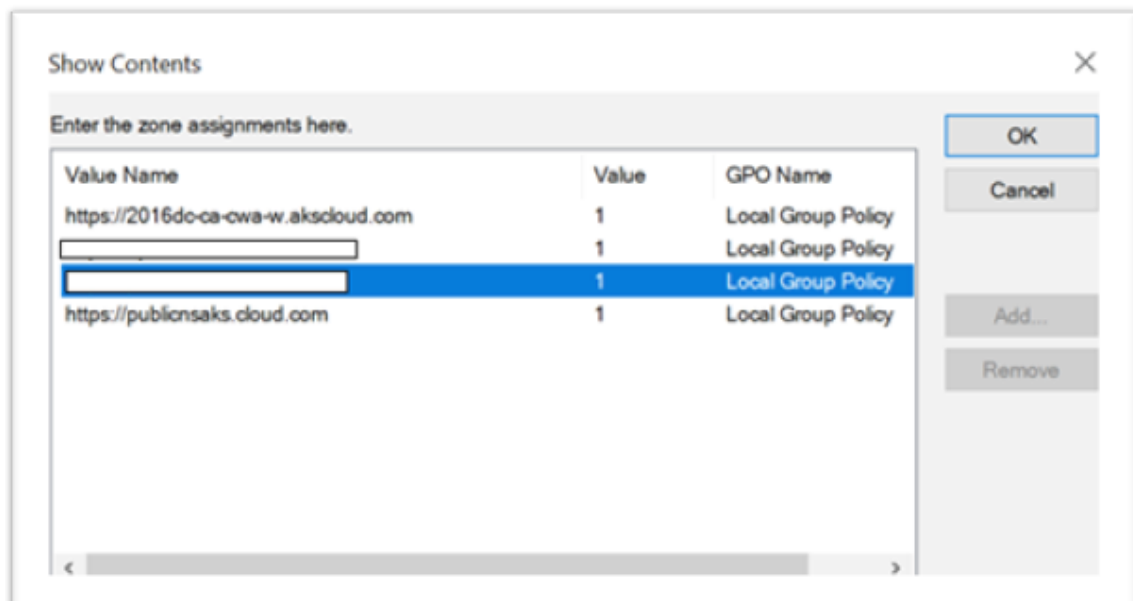 Show Contents
Enter the zone assignments here.
OK
Cancel
Value Name Value GPO Name
https://2016dc-ca-cwa-w.akscloud.com 1 Local Group Policy
1 Local Group Policy
1 Local Group Policy
https://publicnsaks.cloud.com 1 Local Group Policy
Add...
Remove